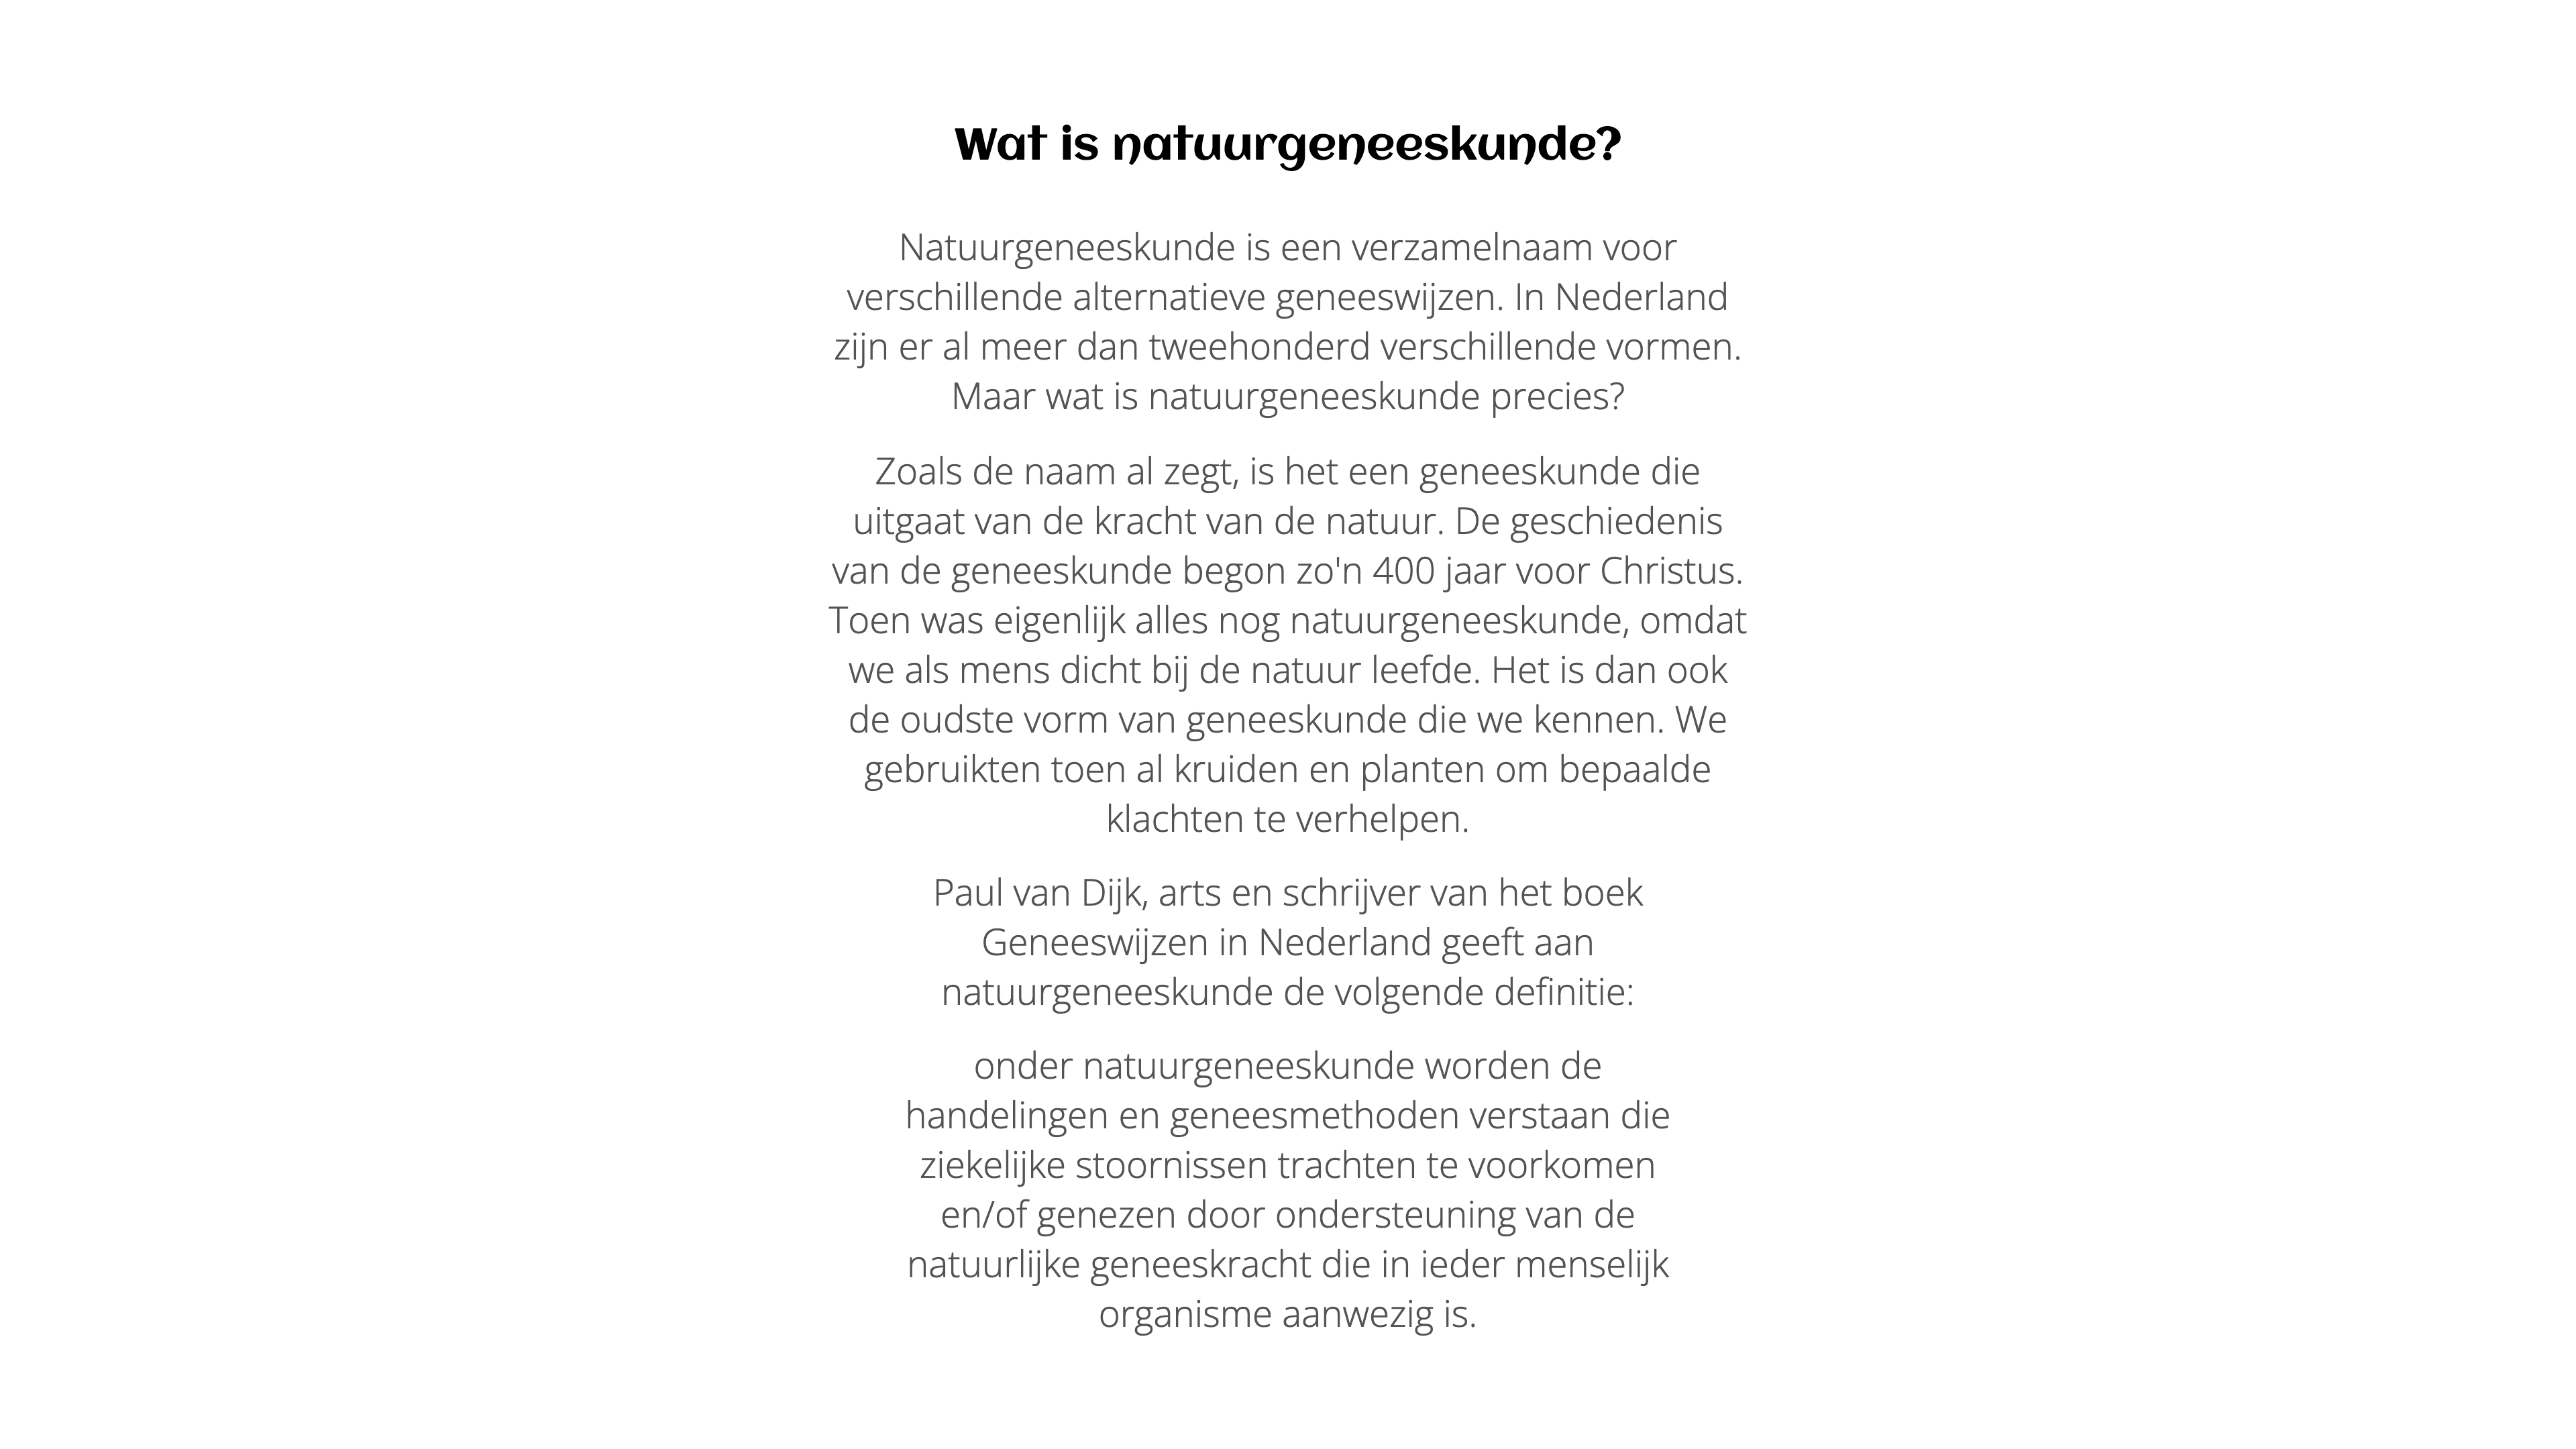 Wat is natuurgeneeskunde?
Natuurgeneeskunde is een verzamelnaam voor
verschillende alternatieve geneeswijzen. In Nederland
zijn er al meer dan tweehonderd verschillende vormen.
Maar wat is natuurgeneeskunde precies?
Zoals de naam al zegt, is het een geneeskunde die
uitgaat van de kracht van de natuur. De geschiedenis
van de geneeskunde begon zo'n 400 jaar voor Christus.
Toen was eigenlijk alles nog natuurgeneeskunde, omdat
we als mens dicht bij de natuur leefde. Het is dan ook
de oudste vorm van geneeskunde die we kennen. We
gebruikten toen al kruiden en planten om bepaalde
klachten te verhelpen.
Paul van Dijk, arts en schrijver van het boek
Geneeswijzen in Nederland geeft aan
natuurgeneeskunde de volgende definitie:
onder natuurgeneeskunde worden de
handelingen en geneesmethoden verstaan die
ziekelijke stoornissen trachten te voorkomen
en/of genezen door ondersteuning van de
natuurlijke geneeskracht die in ieder menselijk
organisme aanwezig is.